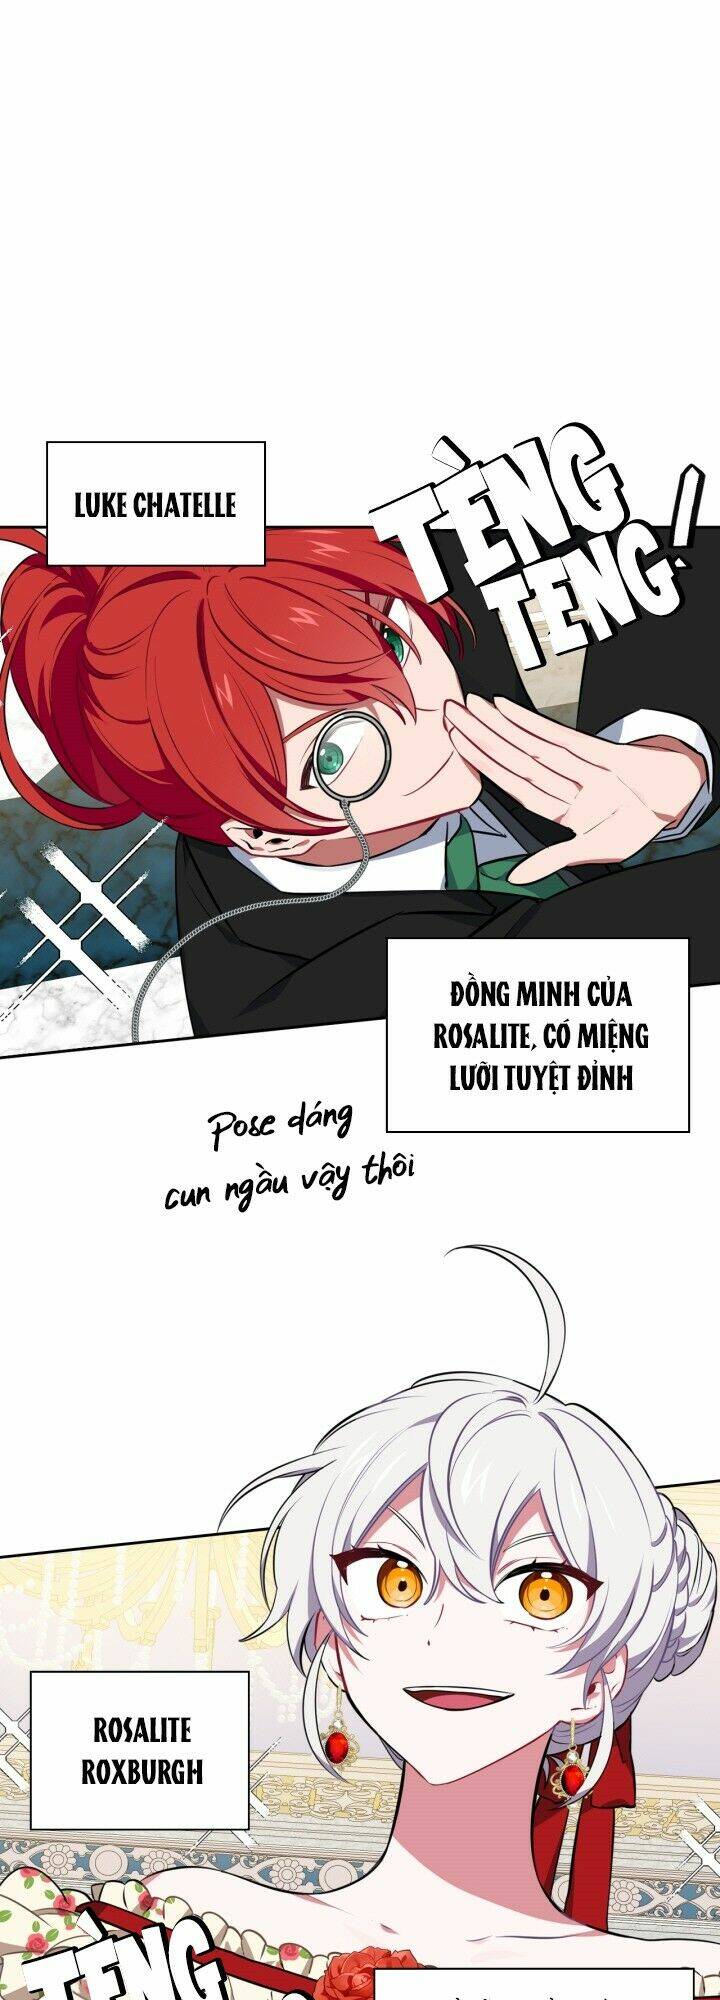 LUKE CHATELLE
TÈNG
TENG!
ĐỒNG MINH CỦA
ROSALITE, CÓ MIỆNG
LƯỠI TUYỆT ĐỈNH
Pose dáng
cun ngầu vậy thôi
ROSALITE
ROXBURGH
TÈNG